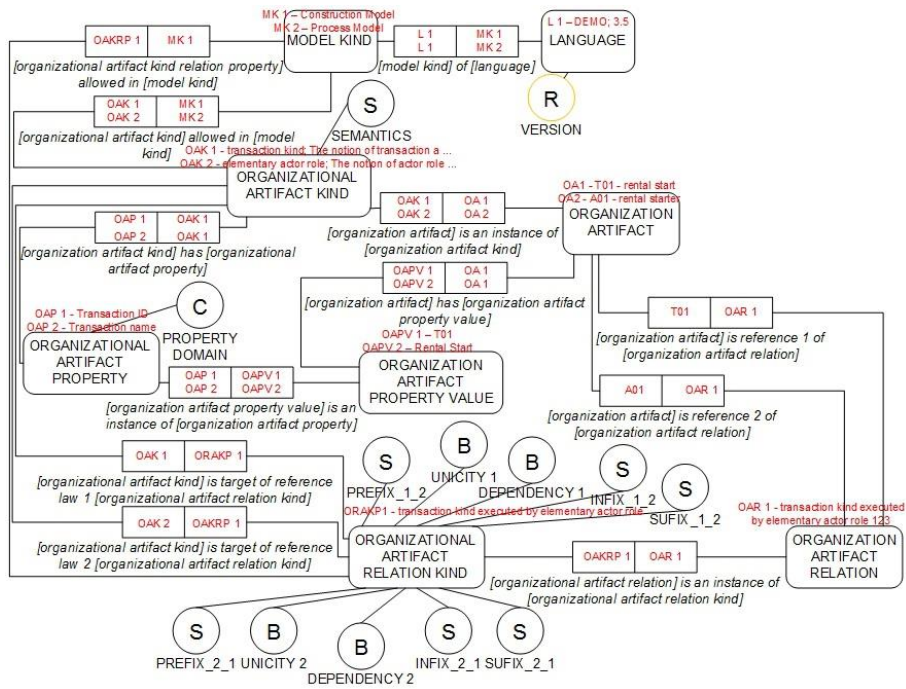 MK 1 – Construction Model
MK 2 – Process Model
MODEL KIND
L 1 – DEMO; 3.5
LANGUAGE
OAKRP 1 MK 1
L 1 MK 1
L 1 MK 2
[organizational artifact kind relation property]
allowed in [model kind]
[model kind] of [language]
R
VERSION
OAK 1 MK 1
OAK 2 MK 2
[organizational artifact kind] allowed in [model
kind]
S
SEMANTICS
OAK 1 - transaction kind; The notion of transaction a ...
OAK 2 - elementary actor role; The notion of actor role ...
ORGANIZATIONAL
ARTIFACT KIND
OA1 - T01 - rental start
OA2 - A01 - rental starter
ORGANIZATION
ARTIFACT
OAK 1 OA 1
OAK 2 OA 2
[organization artifact] is an instance of
[organization artifact kind]
OAP 1 OAK 1
OAP 2 OAK 1
[organization artifact kind] has [organizational
artifact property]
OAPV 1 OA 1
OAPV 2 OA 1
[organization artifact] has [organization artifact
property value]
C
PROPERTY
DOMAIN
OAP 1 - Transaction ID
OAP 2 - Transaction name
ORGANIZATIONAL
ARTIFACT
PROPERTY
OAPV 1 – T01
OAPV 2 – Rental Start
ORGANIZATION
ARTIFACT
PROPERTY VALUE
T01 OAR 1
[organization artifact] is reference 1 of
[organization artifact relation]
OAP 1 OAPV 1
OAP 2 OAPV 2
[organization artifact property value] is an
instance of [organization artifact property]
A01 OAR 1
[organization artifact] is reference 2 of
[organization artifact relation]
OAK 1 ORAKP 1
[organizational artifact kind] is target of reference
law 1 [organizational artifact relation kind]
S
PREFIX_1_2
B
UNICITY 1
B
DEPENDENCY 1
S
INFIX_1_2
S
SUFIX_1_2
OAK 2 OAKRP 1
[organizational artifact kind] is target of reference
law 2 [organizational artifact relation kind]
ORAKP1 - transaction kind executed by elementary actor role
ORGANIZATIONAL
ARTIFACT
RELATION KIND
OAKRP 1 OAR 1
[organizational artifact relation] is an instance of
[organizational artifact relation kind]
OAR 1 - transaction kind executed
by elementary actor role 123
ORGANIZATION
ARTIFACT
RELATION
S
PREFIX_2_1
B
UNICITY 2
B
DEPENDENCY 2
S
INFIX_2_1
S
SUFIX_2_1